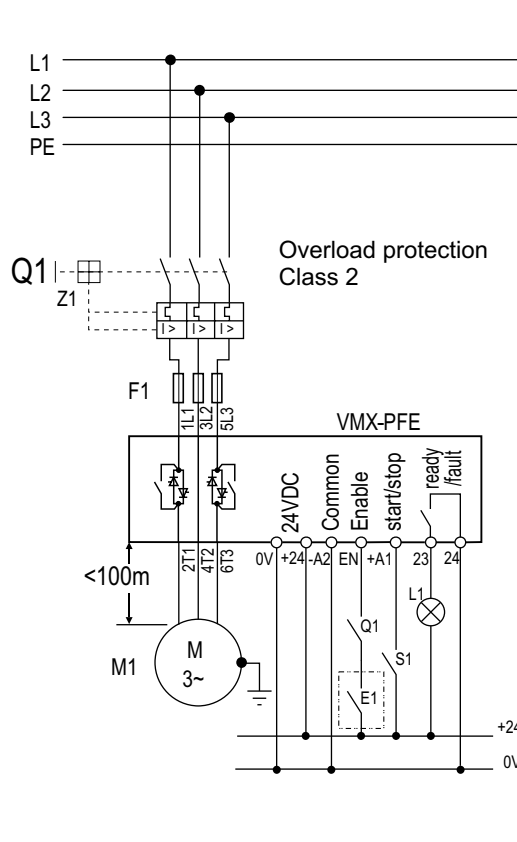 L1
L2
L3
PE
Overload protection
Class 2
Q1
Z1
I > I > I >
F1
1L1 3L2 5L3
VMX-PFE
24VDC
Common
Enable
start/stop
ready
/fault
0V +24 -A2 EN +A1 23 24
2T1 4T2 6T3
<100m
L1
Q1
S1
E1
M1
M
3~
+24
0V